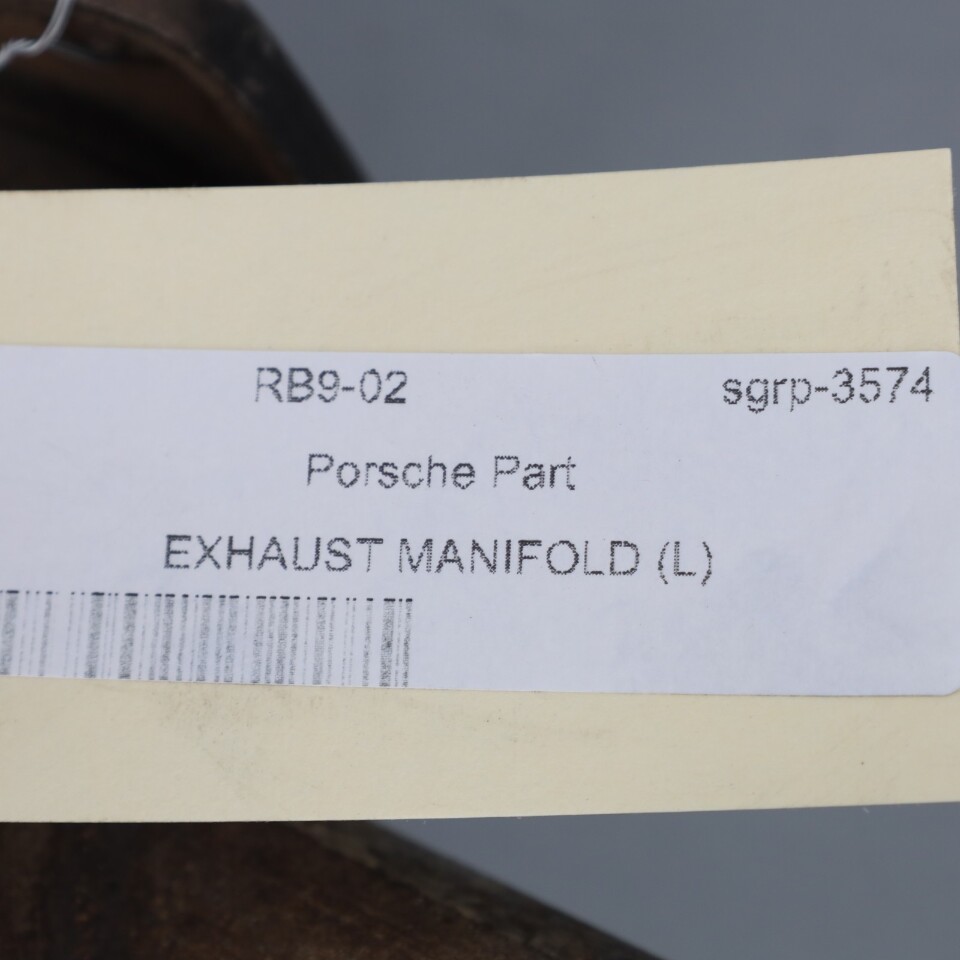 RB9-02 sgrp-3574
Porsche Part
EXHAUST MANIFOLD (L)